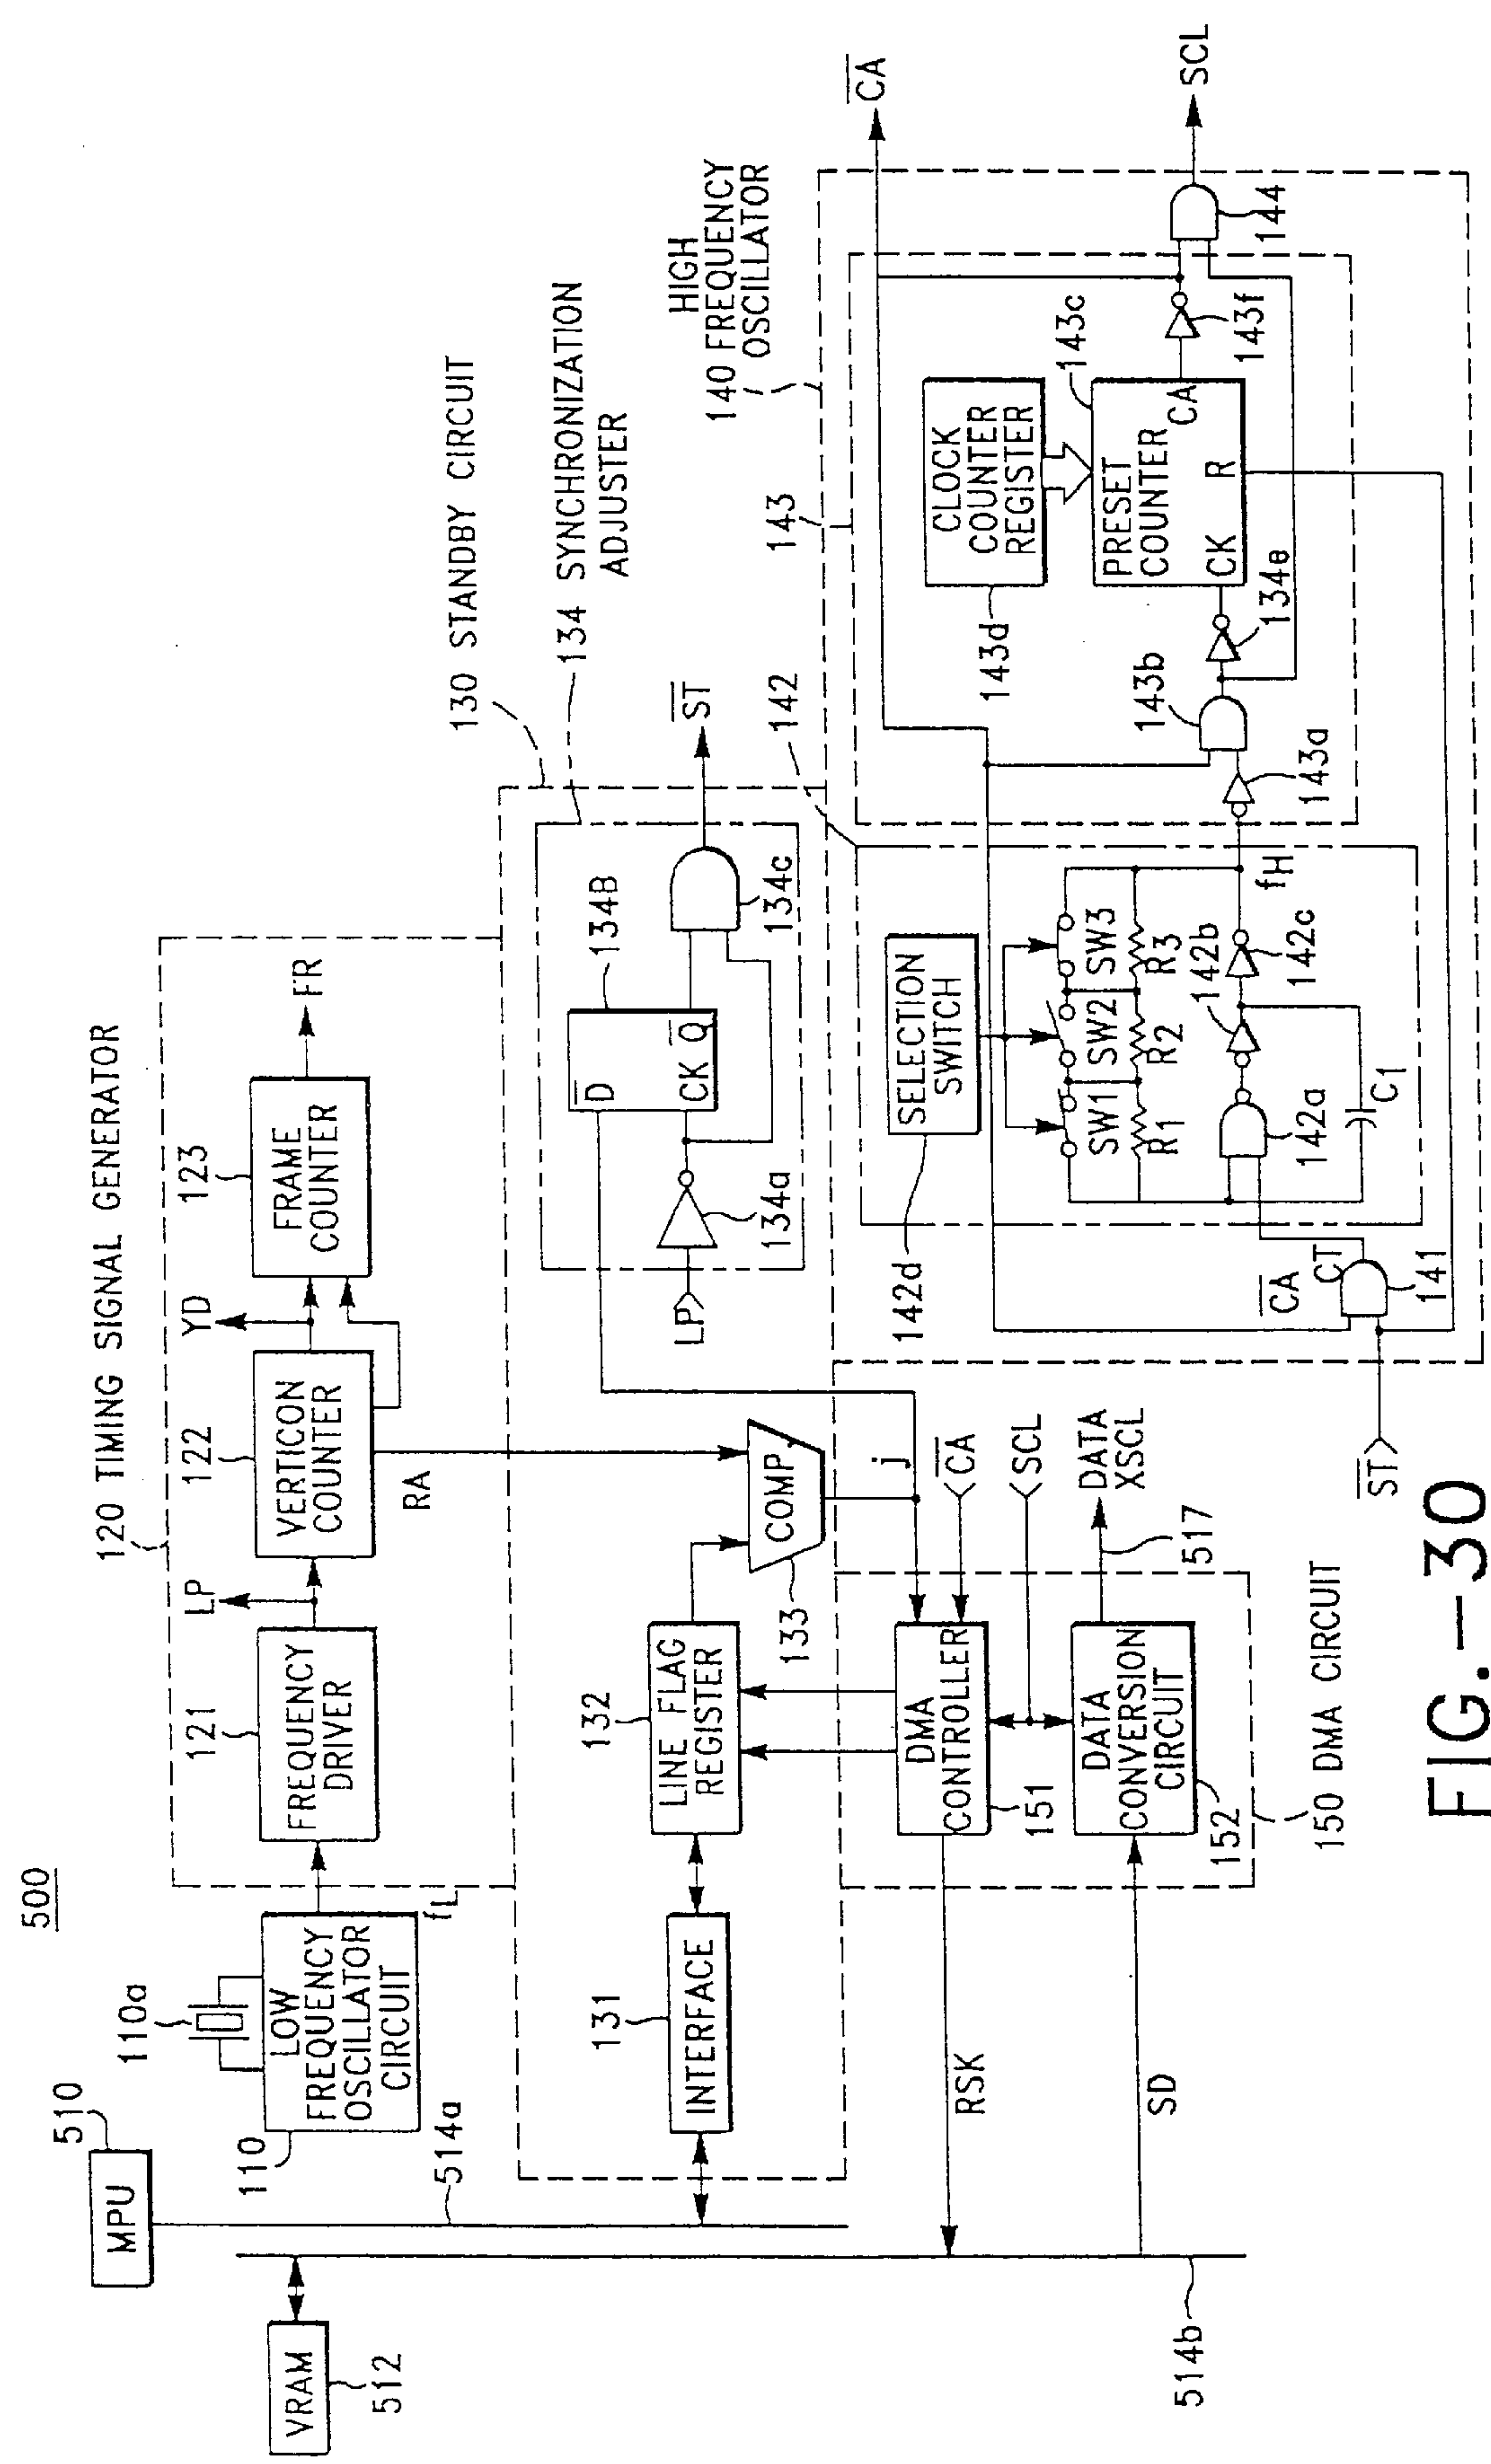 500
MPU
510
VRAM
512
514a
514b
110a
LOW
FREQUENCY
OSCILLATOR
CIRCUIT
110
fL
120 TIMING SIGNAL GENERATOR
121
FREQUENCY
DRIVER
LP
122
VERTICON
COUNTER
RA
YD
123
FRAME
COUNTER
FR
130 STANDBY CIRCUIT
131
INTERFACE
132
LINE FLAG
REGISTER
COMP
133
j
134 SYNCHRONIZATION
ADJUSTER
LP
134a
D̅
CK Q̅
134B
134c
S̅T̅
RSK
SD
DMA
CONTROLLER
151
DATA
CONVERSION
CIRCUIT
152
150 DMA CIRCUIT
C̅A̅
SCL
DATA
XSCL
517
HIGH
140 FREQUENCY
OSCILLATOR
S̅T̅
C̅A̅
CT
141
142
SELECTION
SWITCH
142d
SW1 SW2 SW3
R1 R2 R3
142a
142b
142c
C1
fH
143
143a
143b
134e
CLOCK
COUNTER
REGISTER
143d
PRESET
COUNTER
CK R CA
143c
143f
144
C̅A̅
SCL
FIG.-30